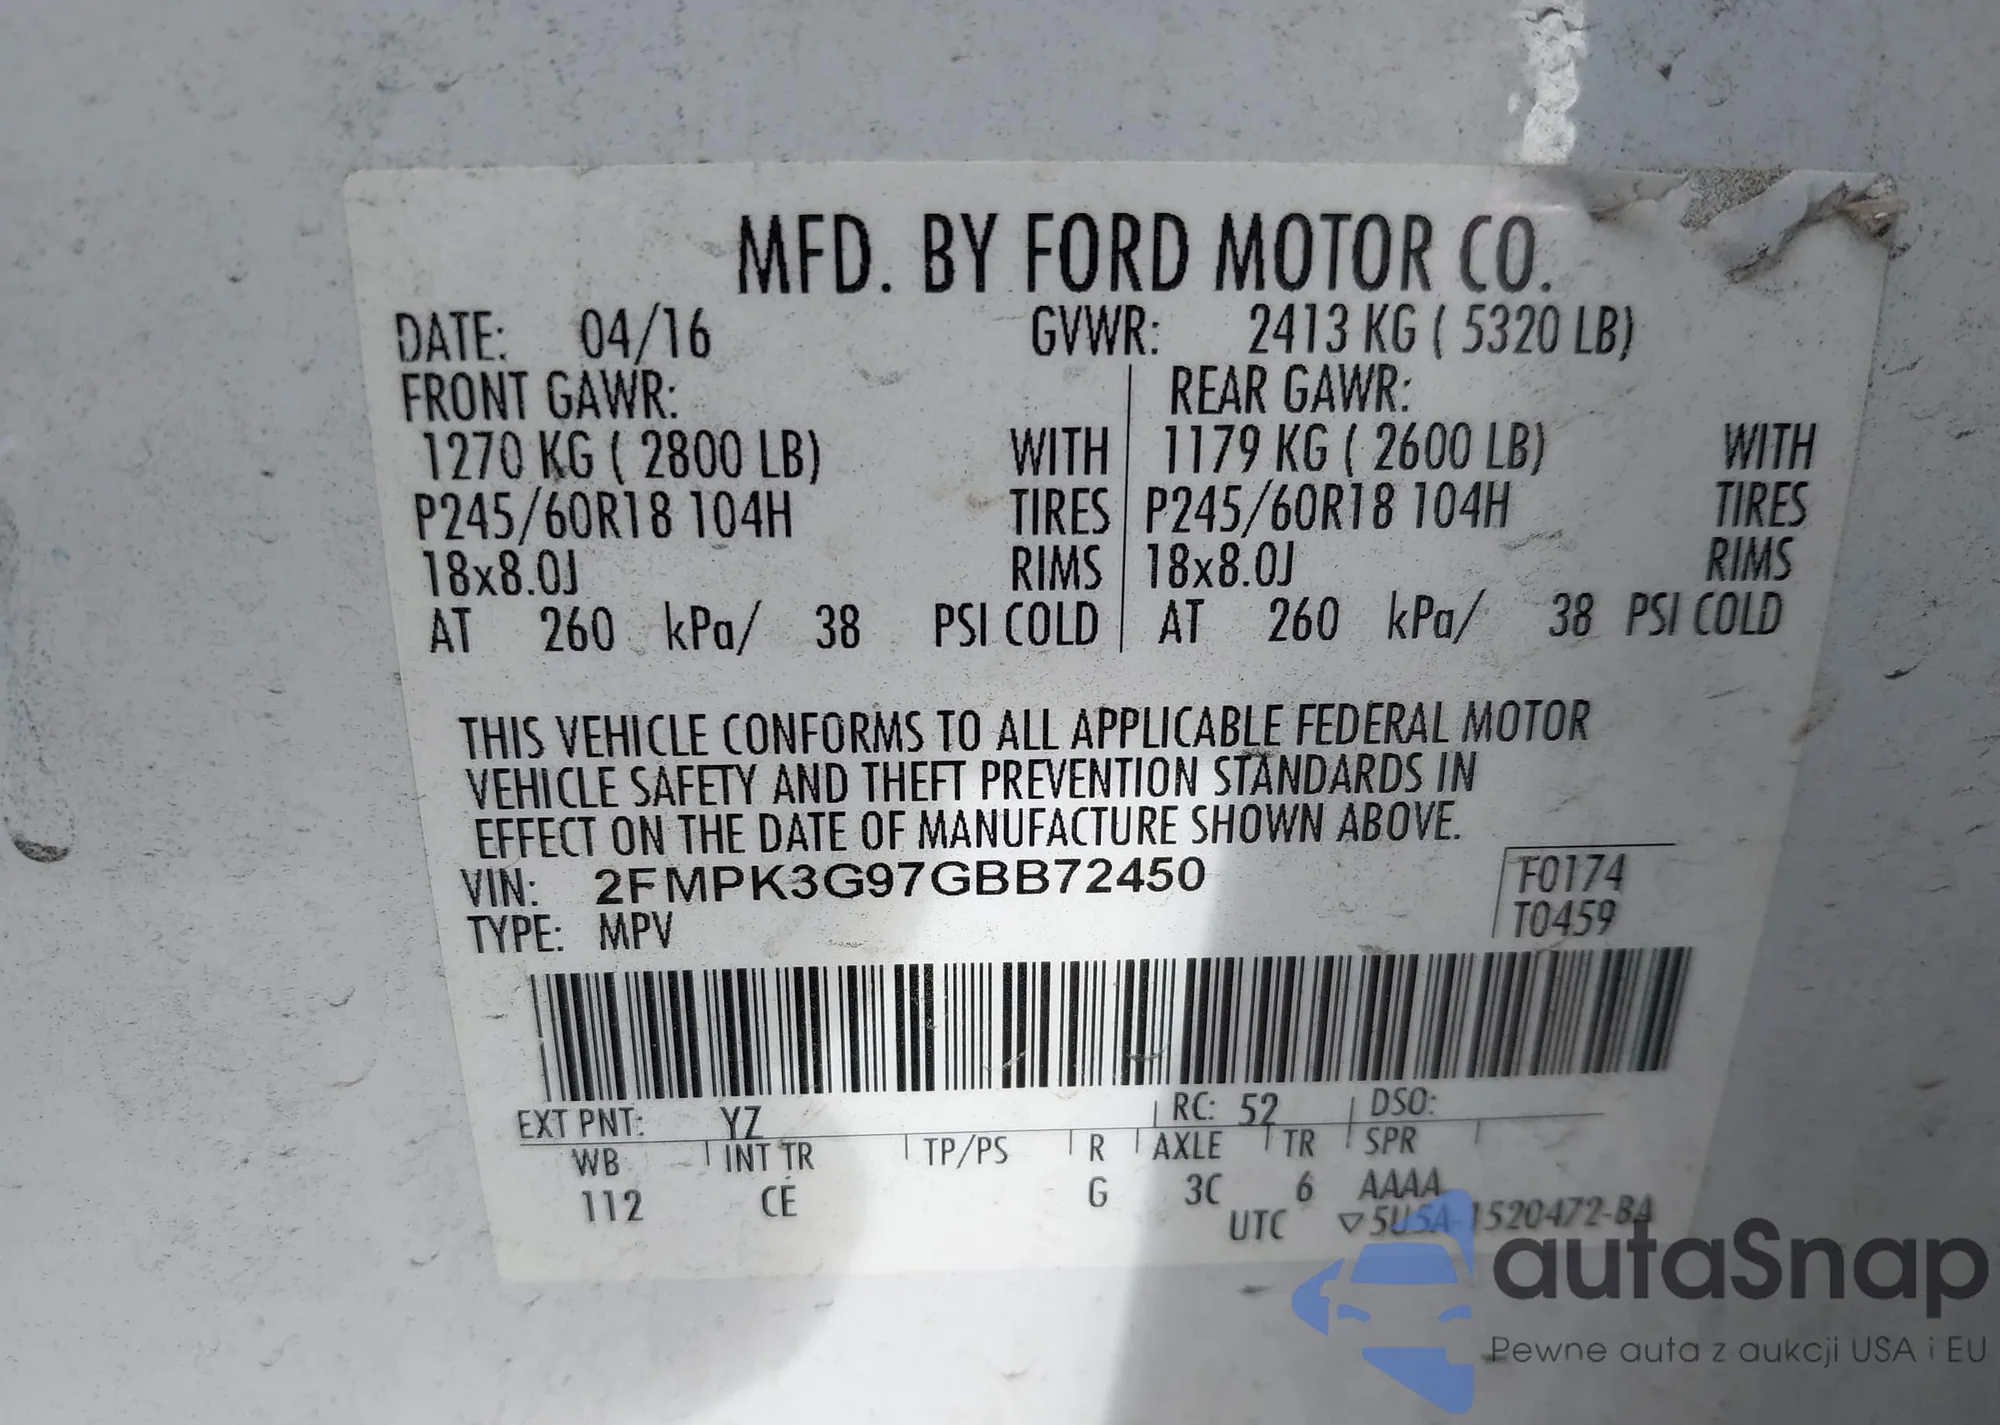 MFD. BY FORD MOTOR CO.
DATE: 04/16 GVWR: 2413 KG ( 5320 LB)
FRONT GAWR: REAR GAWR:
1270 KG ( 2800 LB) WITH 1179 KG ( 2600 LB) WITH
P245/60R18 104H TIRES P245/60R18 104H TIRES
18x8.0J RIMS 18x8.0J RIMS
AT 260 kPa/ 38 PSI COLD AT 260 kPa/ 38 PSI COLD
THIS VEHICLE CONFORMS TO ALL APPLICABLE FEDERAL MOTOR
VEHICLE SAFETY AND THEFT PREVENTION STANDARDS IN
EFFECT ON THE DATE OF MANUFACTURE SHOWN ABOVE.
VIN: 2FMPK3G97GBB72450 F0174
TYPE: MPV T0459
EXT PNT: YZ RC: 52 DSO:
WB INT TR TP/PS R AXLE TR SPR
112 CE G 3C 6 AAAA
UTC ▽5U5A-1520472-BA
autaSnap
Pewne auta z aukcji USA i EU